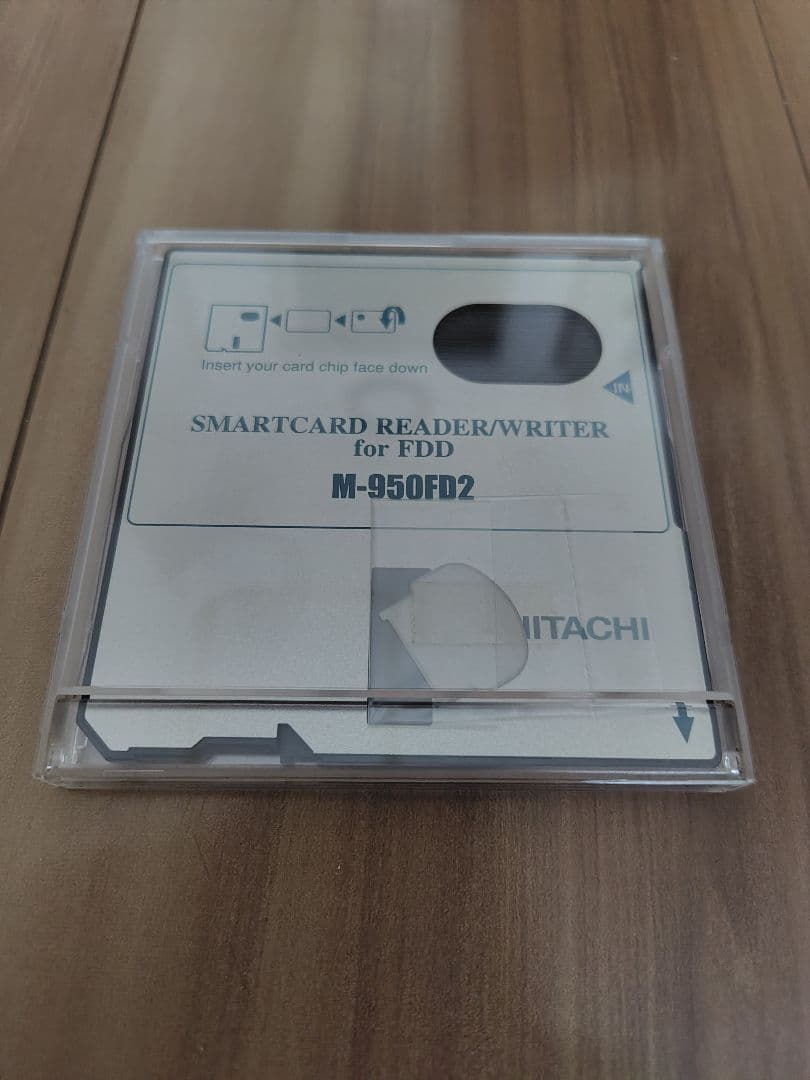 Insert your card chip face down
IN
SMARTCARD READER/WRITER
for FDD
M-950FD2
HITACHI